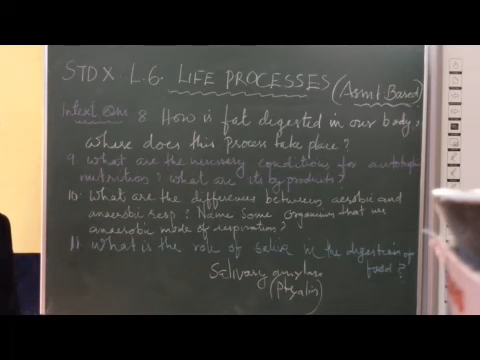 STD X L.6. LIFE PROCESSES (Asmt Based)
Intext Qns 8 How is fat digested in our body?
where does this process take place?
9. what are the necessary conditions for
nutrition? what are its by products?
10. What are the differences between aerobic and
anaerobic resp? Name some organisms that use
anaerobic mode of respiration?
11. What is the role of saliva in the digestion of
food?
Salivary amylase
(Ptyalin)